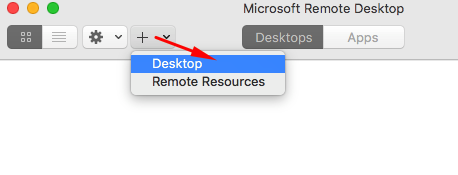 Microsoft Remote Desktop
Desktops Apps
Desktop
Remote Resources